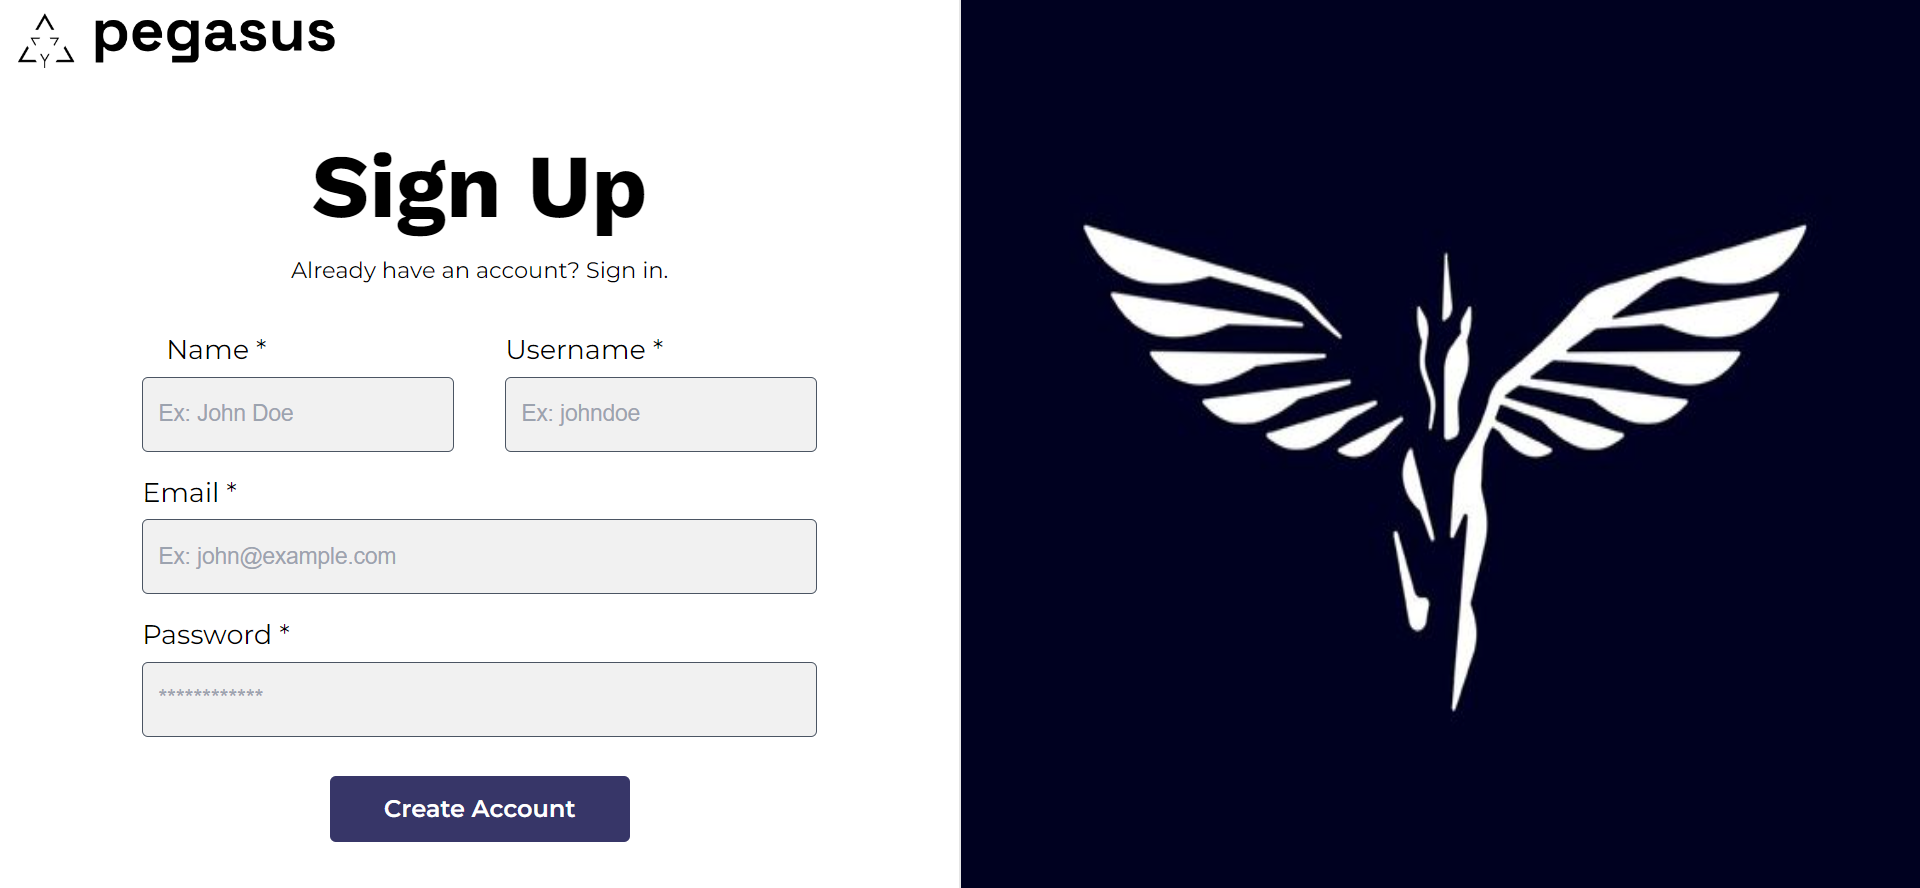 pegasus
Sign Up
Already have an account? Sign in.
Name *
Username *
Ex: John Doe
Ex: johndoe
Email *
Ex: john@example.com
Password *
************
Create Account